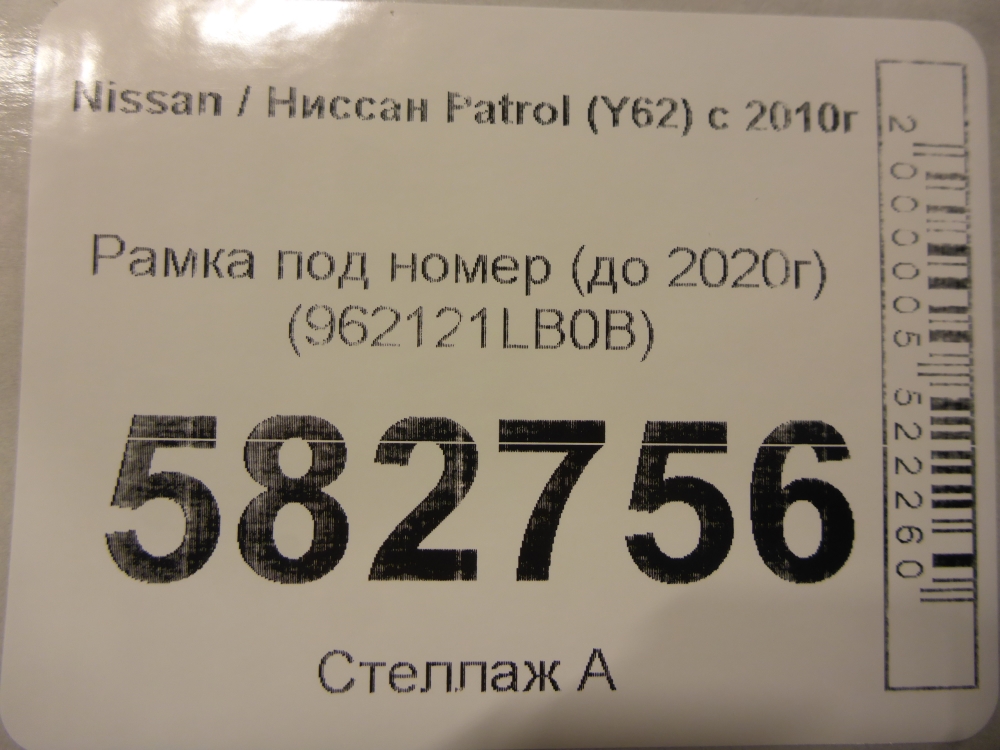 Nissan / Ниссан Patrol (Y62) с 2010г
Рамка под номер (до 2020г)
(962121LB0B)
582756
Стеллаж А
2000005522260